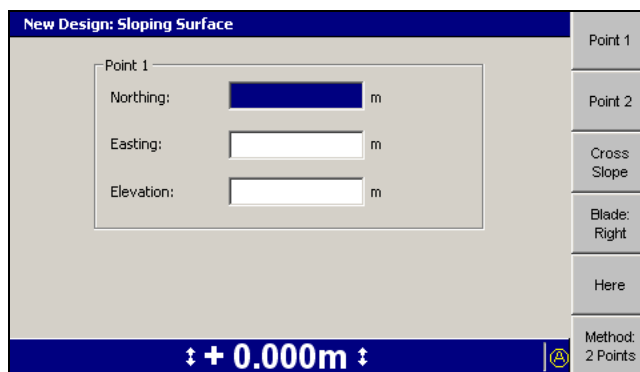 New Design: Sloping Surface
Point 1
Northing: m
Easting: m
Elevation: m
+ 0.000m
A
Point 1
Point 2
Cross
Slope
Blade:
Right
Here
Method:
2 Points